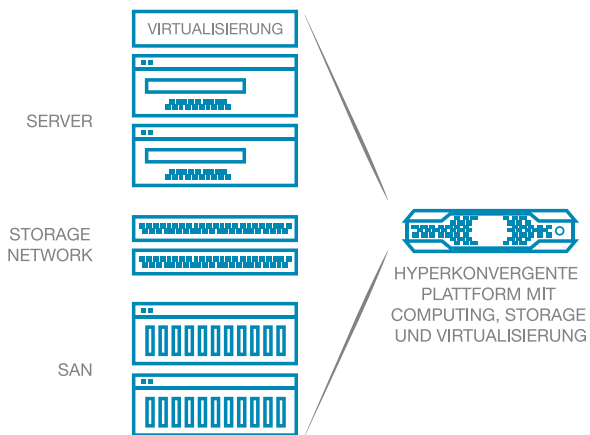 VIRTUALISIERUNG
SERVER
STORAGE
NETWORK
SAN
HYPERKONVERGENTE
PLATTFORM MIT
COMPUTING, STORAGE
UND VIRTUALISIERUNG